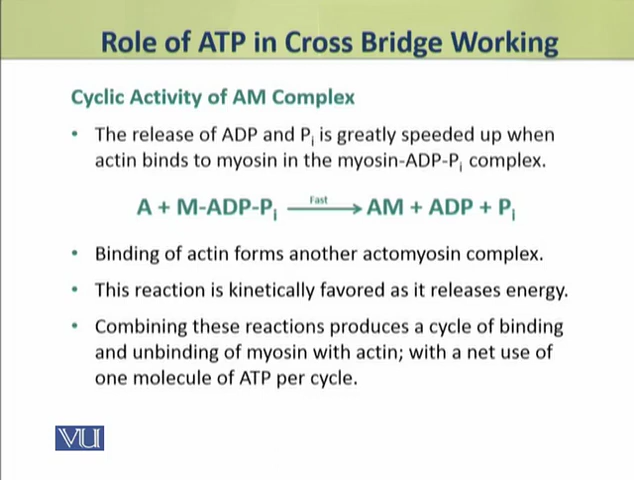 Role of ATP in Cross Bridge Working
Cyclic Activity of AM Complex
• The release of ADP and Pᵢ is greatly speeded up when
actin binds to myosin in the myosin-ADP-Pᵢ complex.
Fast
A + M-ADP-Pᵢ ⟶ AM + ADP + Pᵢ
• Binding of actin forms another actomyosin complex.
• This reaction is kinetically favored as it releases energy.
• Combining these reactions produces a cycle of binding
and unbinding of myosin with actin; with a net use of
one molecule of ATP per cycle.
VU